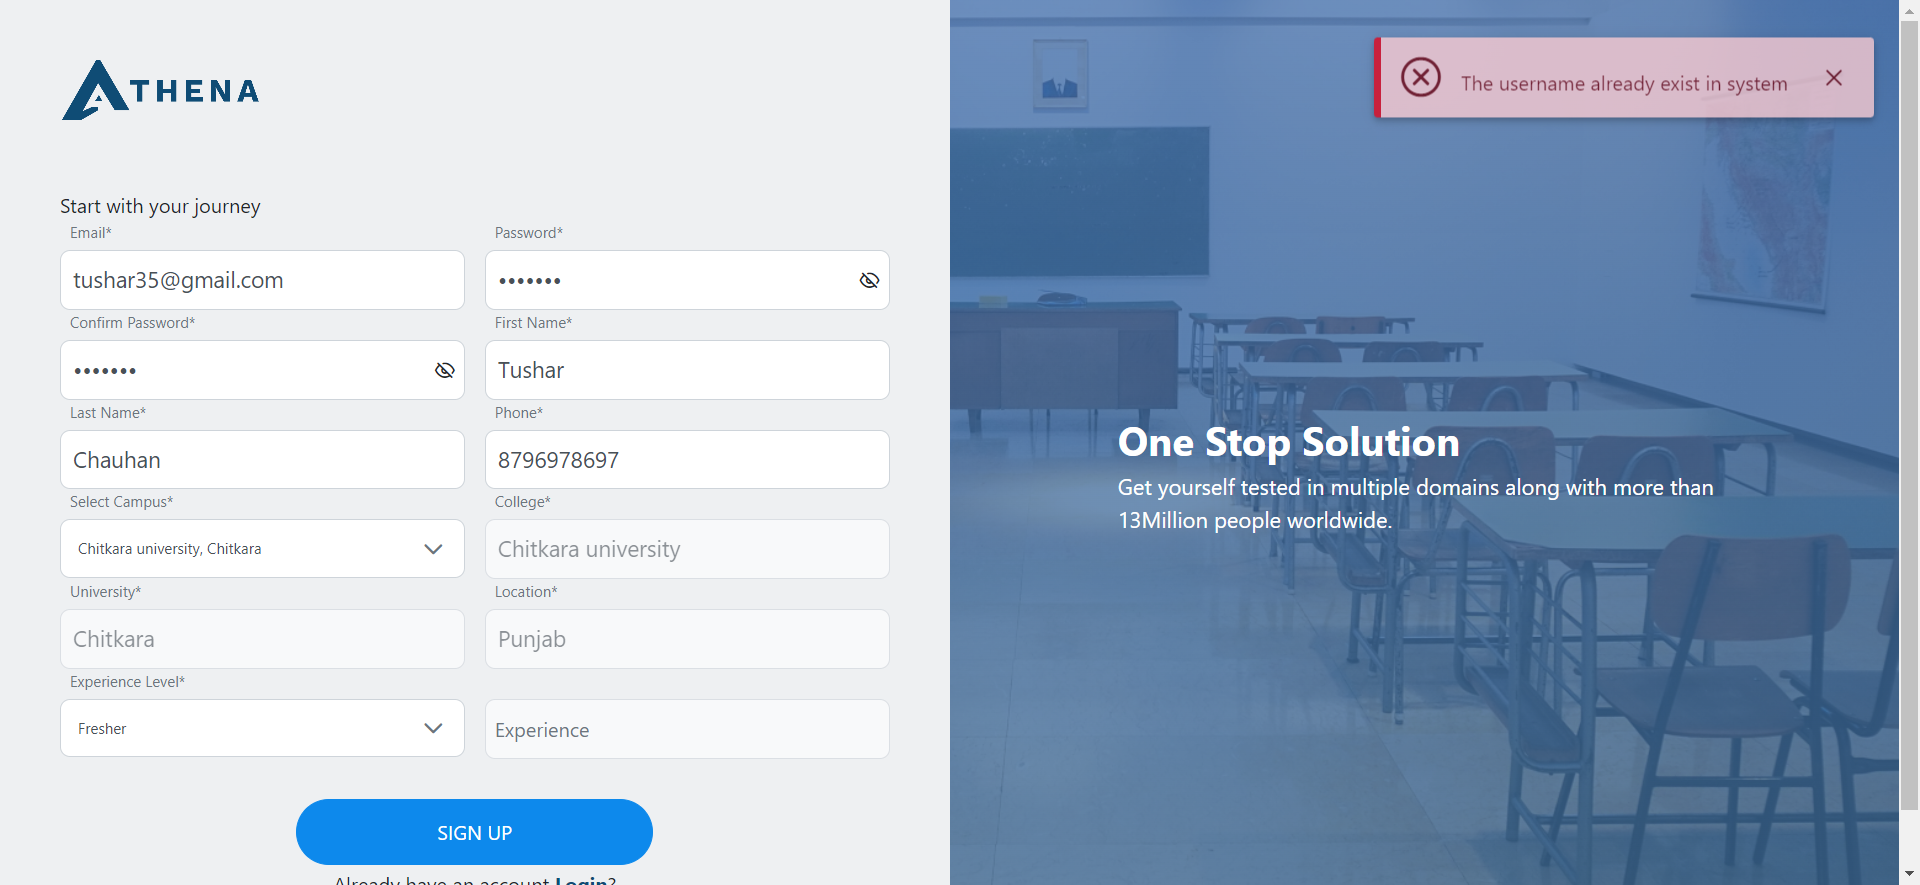 ATHENA
The username already exist in system
Start with your journey
Email*
Password*
tushar35@gmail.com
•••••••
Confirm Password*
First Name*
•••••••
Tushar
Last Name*
Phone*
Chauhan
8796978697
Select Campus*
College*
Chitkara university, Chitkara
Chitkara university
University*
Location*
Chitkara
Punjab
Experience Level*
Fresher
Experience
SIGN UP
Already have an account Login?
One Stop Solution
Get yourself tested in multiple domains along with more than
13Million people worldwide.